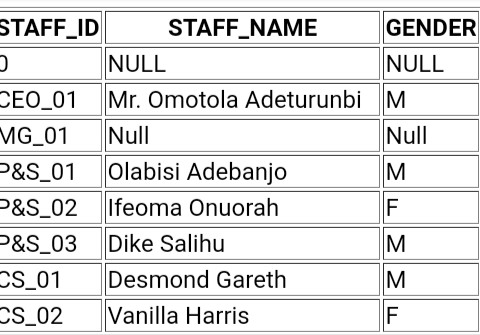 STAFF_ID STAFF_NAME GENDER
0 NULL NULL
CEO_01 Mr. Omotola Adeturunbi M
MG_01 Null Null
P&S_01 Olabisi Adebanjo M
P&S_02 Ifeoma Onuorah F
P&S_03 Dike Salihu M
CS_01 Desmond Gareth M
CS_02 Vanilla Harris F